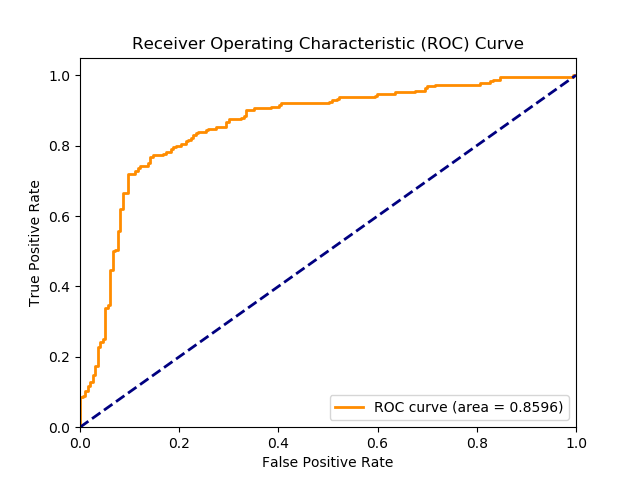 Receiver Operating Characteristic (ROC) Curve
1.0
0.8
0.6
0.4
0.2
0.0
True Positive Rate
ROC curve (area = 0.8596)
0.0 0.2 0.4 0.6 0.8 1.0
False Positive Rate